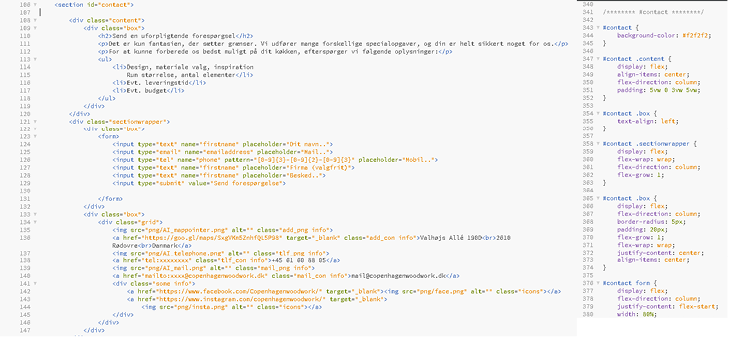 106 <section id="contact">
107
108 <div class="content">
109 <div class="box">
110 <h2>Send en uforpligtende forespørgsel</h2>
111 <p>Det er kun fantasien, der sætter grænser. Vi udfører mange forskellige specialopgaver, og din er helt sikkert noget for os.</p>
112 <p>For at kunne forberede os bedst muligt på dit køkken, efterspørger vi følgende oplysninger:</p>
113 <ul>
114 <li>Design, materiale valg, inspiration
115 Rum størrelse, antal elementer</li>
116 <li>Evt. leveringstid</li>
117 <li>Evt. budget</li>
118 </ul>
119 </div>
120 </div>
121 <div class="sectionwrapper">
122 <div class="box">
123 <form>
124 <input type="text" name="firstname" placeholder="Dit navn..">
125 <input type="email" name="emailaddress" placeholder="Mail..">
126 <input type="tel" name="phone" pattern="[0-9]{3}-[0-9]{2}-[0-9]{3}" placeholder="Mobil..">
127 <input type="text" name="firstname" placeholder="Firma (valgfrit)">
128 <input type="text" name="firstname" placeholder="Besked..">
129 <input type="submit" value="Send forespørgelse">
131 </form>
132 </div>
133 <div class="box">
134 <div class="grid">
135 <img src="png/AI_mappointer.png" alt="" class="add_png info">
136 target="_blank" class="add_con info">Valhøjs Allé 190D<br>2610
Rødovre<br>Danmark</a>
137 <img src="png/AI_telephone.png" alt="" class="tlf_png info">
138 <a href="tel:xxxxxxxx" class="tlf_con info">+45 61 60 88 05</a>
139 <img src="png/AI_mail.png" alt="" class="mail_png info">
140 <a href="mailto:xxxx@copenhagenwoodwork.dk" class="mail_con info">mail@copenhagenwoodwork.dk</a>
141 <div class="some info">
142 <a href="https://www.facebook.com/Copenhagenwoodwork/" target="_blank"><img src="png/face.png" alt="" class="icons"></a>
143 <a href="https://www.instagram.com/copenhagenwoodwork/" target="_blank">
144 <img src="png/insta.png" alt="" class="icons"></a>
145 </div>
146 </div>
147 </div>
340
341 /******** #contact ********/
342
343 #contact {
344 background-color: #f2f2f2;
345 }
346
347 #contact .content {
348 display: flex;
349 align-items: center;
350 flex-direction: column;
351 padding: 5vw 0 3vw 5vw;
352 }
353
354 #contact .box {
355 text-align: left;
356 }
357
358 #contact .sectionwrapper {
359 display: flex;
360 flex-wrap: wrap;
361 flex-direction: column;
362 flex-grow: 1;
363 }
364
365 #contact .box {
366 display: flex;
367 flex-direction: column;
368 border-radius: 5px;
369 padding: 20px;
370 flex-grow: 1;
371 flex-wrap: wrap;
372 justify-content: center;
373 align-items: center;
374 }
375
376 #contact form {
377 display: flex;
378 flex-direction: column;
379 justify-content: flex-start;
380 width: 80%;